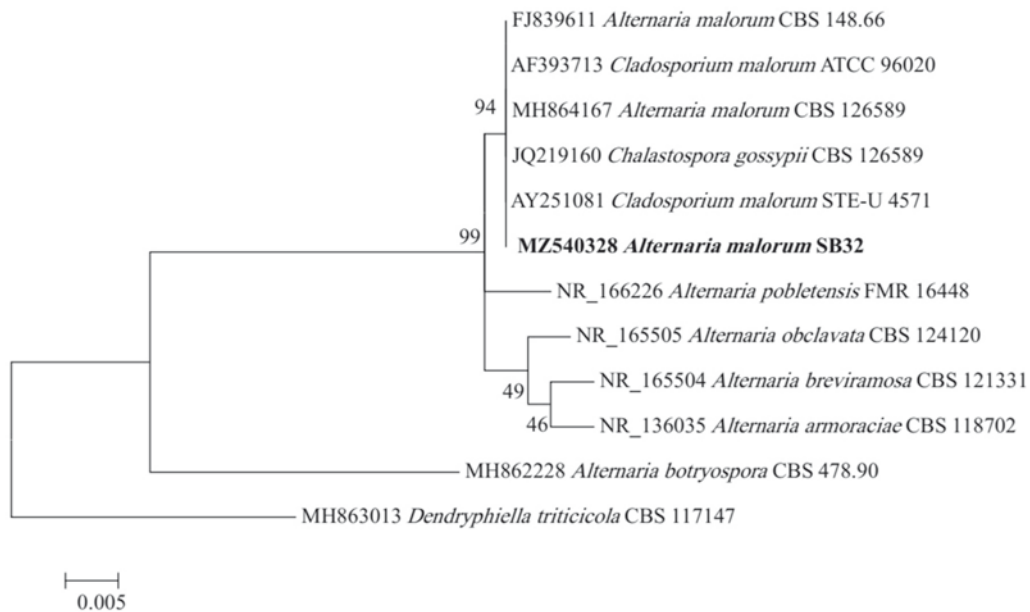 FJ839611 Alternaria malorum CBS 148.66
AF393713 Cladosporium malorum ATCC 96020
94
MH864167 Alternaria malorum CBS 126589
JQ219160 Chalastospora gossypii CBS 126589
AY251081 Cladosporium malorum STE-U 4571
99
MZ540328 Alternaria malorum SB32
NR_166226 Alternaria pobletensis FMR 16448
NR_165505 Alternaria obclavata CBS 124120
NR_165504 Alternaria breviramosa CBS 121331
49
NR_136035 Alternaria armoraciae CBS 118702
46
MH862228 Alternaria botryospora CBS 478.90
MH863013 Dendryphiella triticicola CBS 117147
0.005